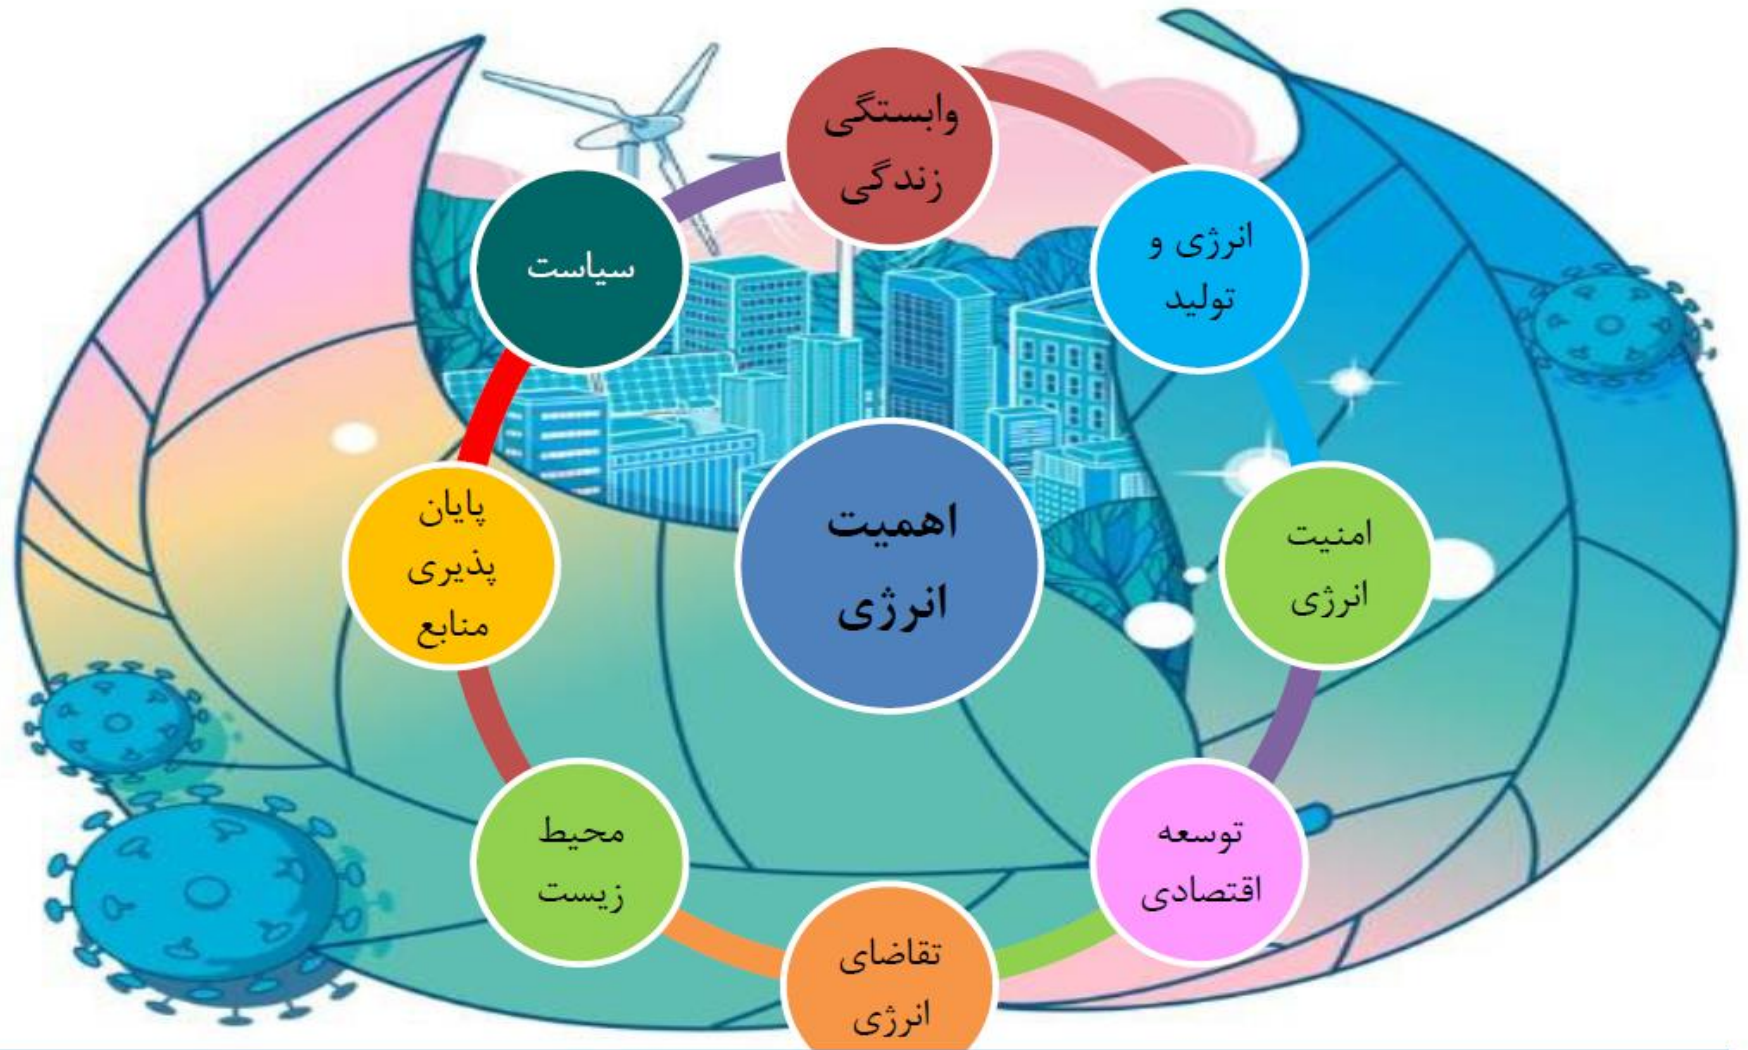 وابستگی
زندگی
انرژی و
تولید
امنیت
انرژی
توسعه
اقتصادی
تقاضای
انرژی
محیط
زیست
پایان
پذیری
منابع
سیاست
اهمیت
انرژی